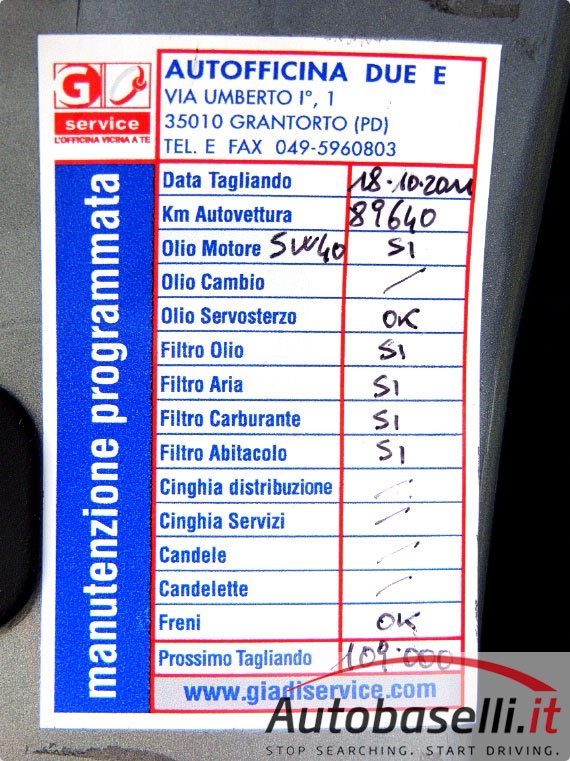 G
service
L'OFFICINA VICINA A TE
AUTOFFICINA DUE E
VIA UMBERTO I°, 1
35010 GRANTORTO (PD)
TEL. E FAX 049-5960803
manutenzione programmata
Data Tagliando 18.10.2011
Km Autovettura 89640
Olio Motore 5W40 SI
Olio Cambio /
Olio Servosterzo OK
Filtro Olio SI
Filtro Aria SI
Filtro Carburante SI
Filtro Abitacolo SI
Cinghia distribuzione /
Cinghia Servizi /
Candele /
Candelette /
Freni OK
Prossimo Tagliando 109.000
www.giadiservice.com
Autobaselli.it
STOP SEARCHING. START DRIVING.